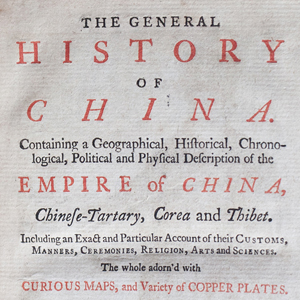 THE GENERAL
HISTORY
OF
CHINA.
Containing a Geographical, Hiſtorical, Chrono-
logical, Political and Phyſical Deſcription of the
EMPIRE of CHINA,
Chineſe-Tartary, Corea and Thibet.
Including an Exact and Particular Account of their CUSTOMS,
MANNERS, CEREMONIES, RELIGION, ARTS and SCIENCES.
The whole adorn'd with
CURIOUS MAPS, and Variety of COPPER PLATES.